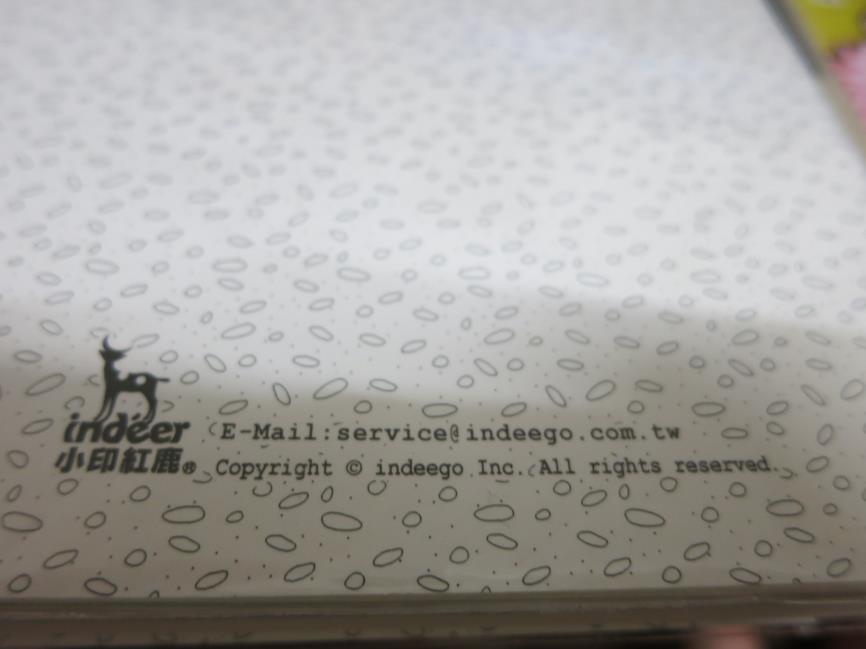 indeer
小印紅鹿®
E-Mail:service@indeego.com.tw
Copyright © indeego Inc. All rights reserved.